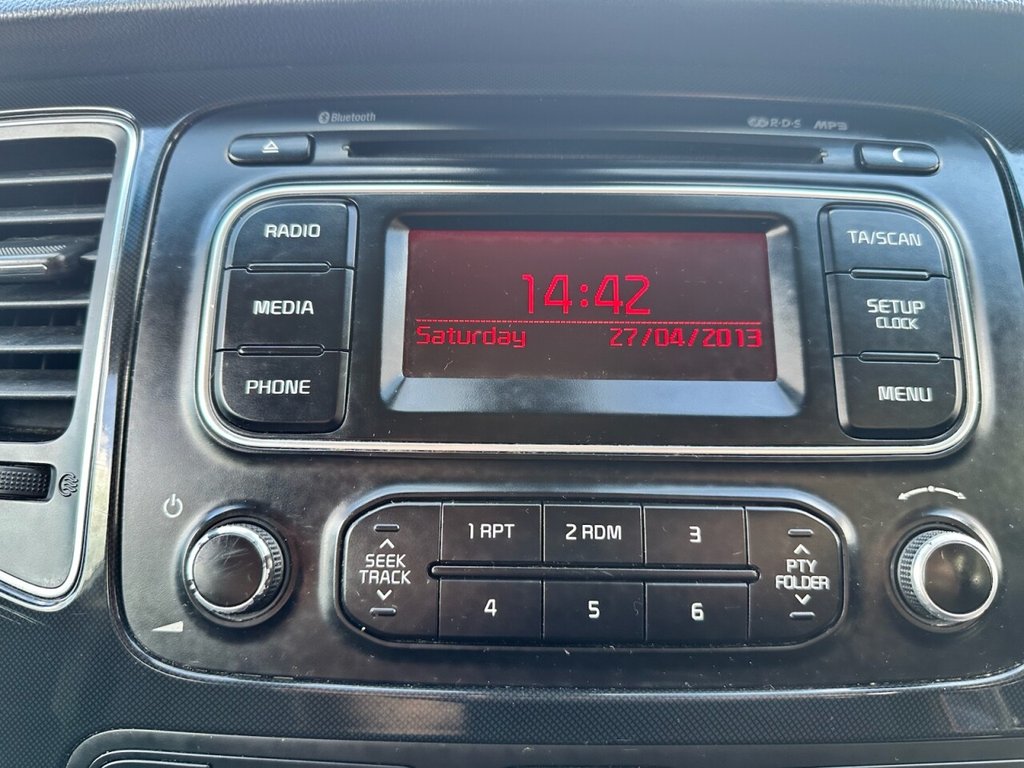 Bluetooth
R·D·S MP3
RADIO
MEDIA
PHONE
14:42
Saturday 27/04/2013
TA/SCAN
SETUP
CLOCK
MENU
SEEK
TRACK
1 RPT
2 RDM
3
4
5
6
PTY
FOLDER